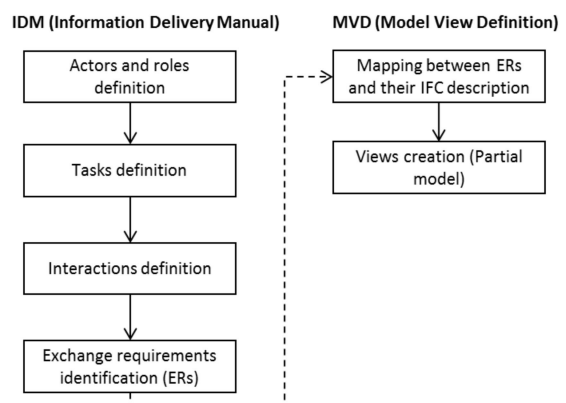 IDM (Information Delivery Manual)
Actors and roles
definition
Tasks definition
Interactions definition
Exchange requirements
identification (ERs)
MVD (Model View Definition)
Mapping between ERs
and their IFC description
Views creation (Partial
model)